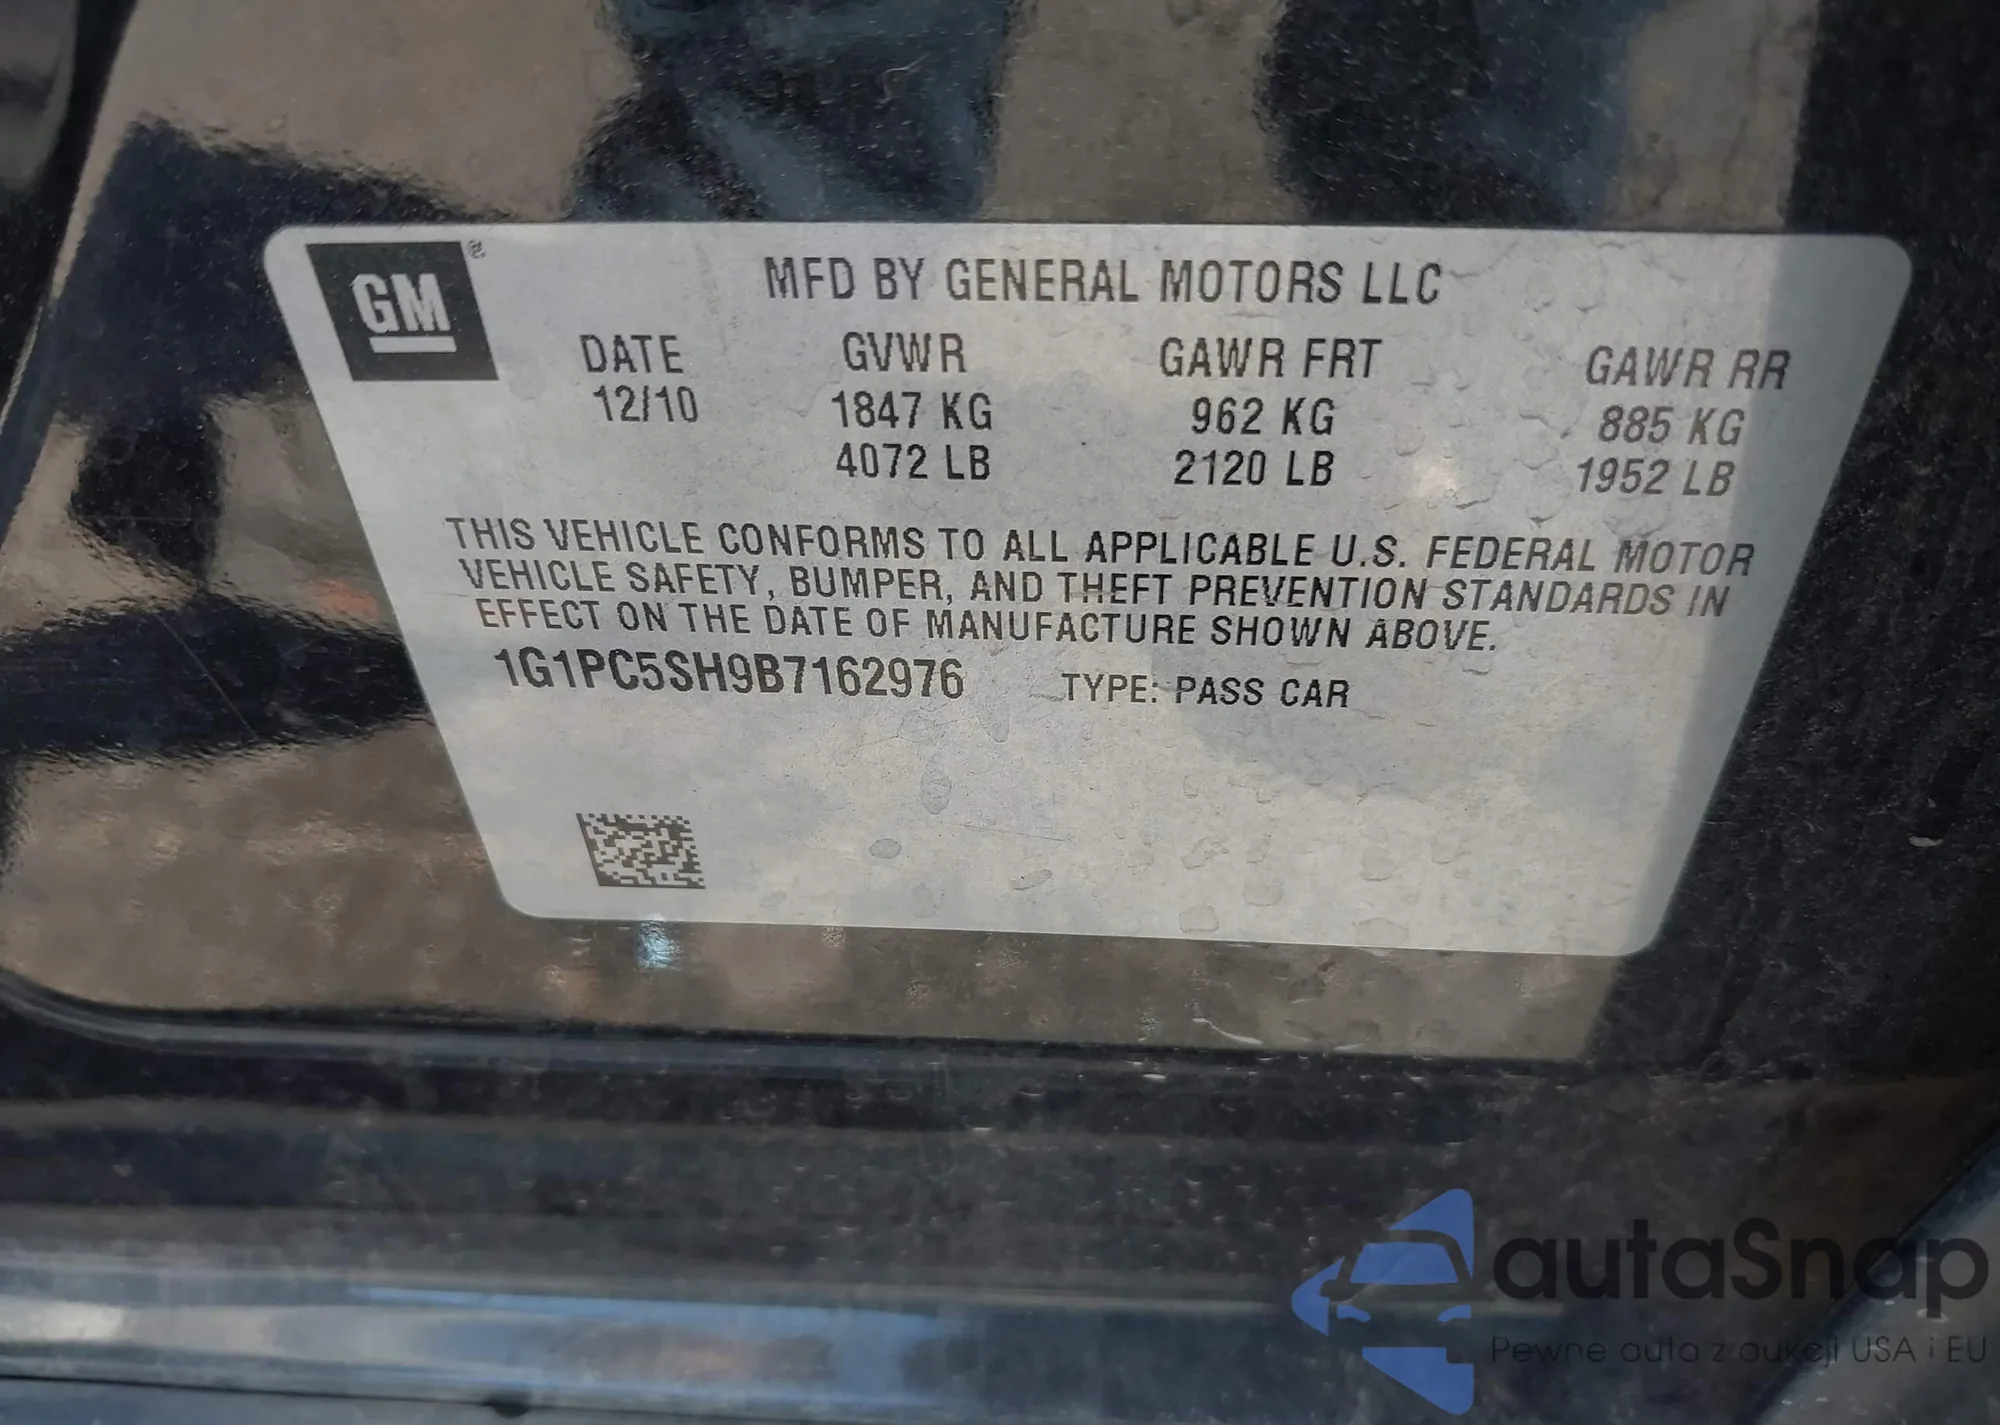 GM ®
MFD BY GENERAL MOTORS LLC
DATE GVWR GAWR FRT GAWR RR
12/10 1847 KG 962 KG 885 KG
4072 LB 2120 LB 1952 LB
THIS VEHICLE CONFORMS TO ALL APPLICABLE U.S. FEDERAL MOTOR
VEHICLE SAFETY, BUMPER, AND THEFT PREVENTION STANDARDS IN
EFFECT ON THE DATE OF MANUFACTURE SHOWN ABOVE.
1G1PC5SH9B7162976 TYPE: PASS CAR
autaSnap
Pewne auta z aukcji USA i EU